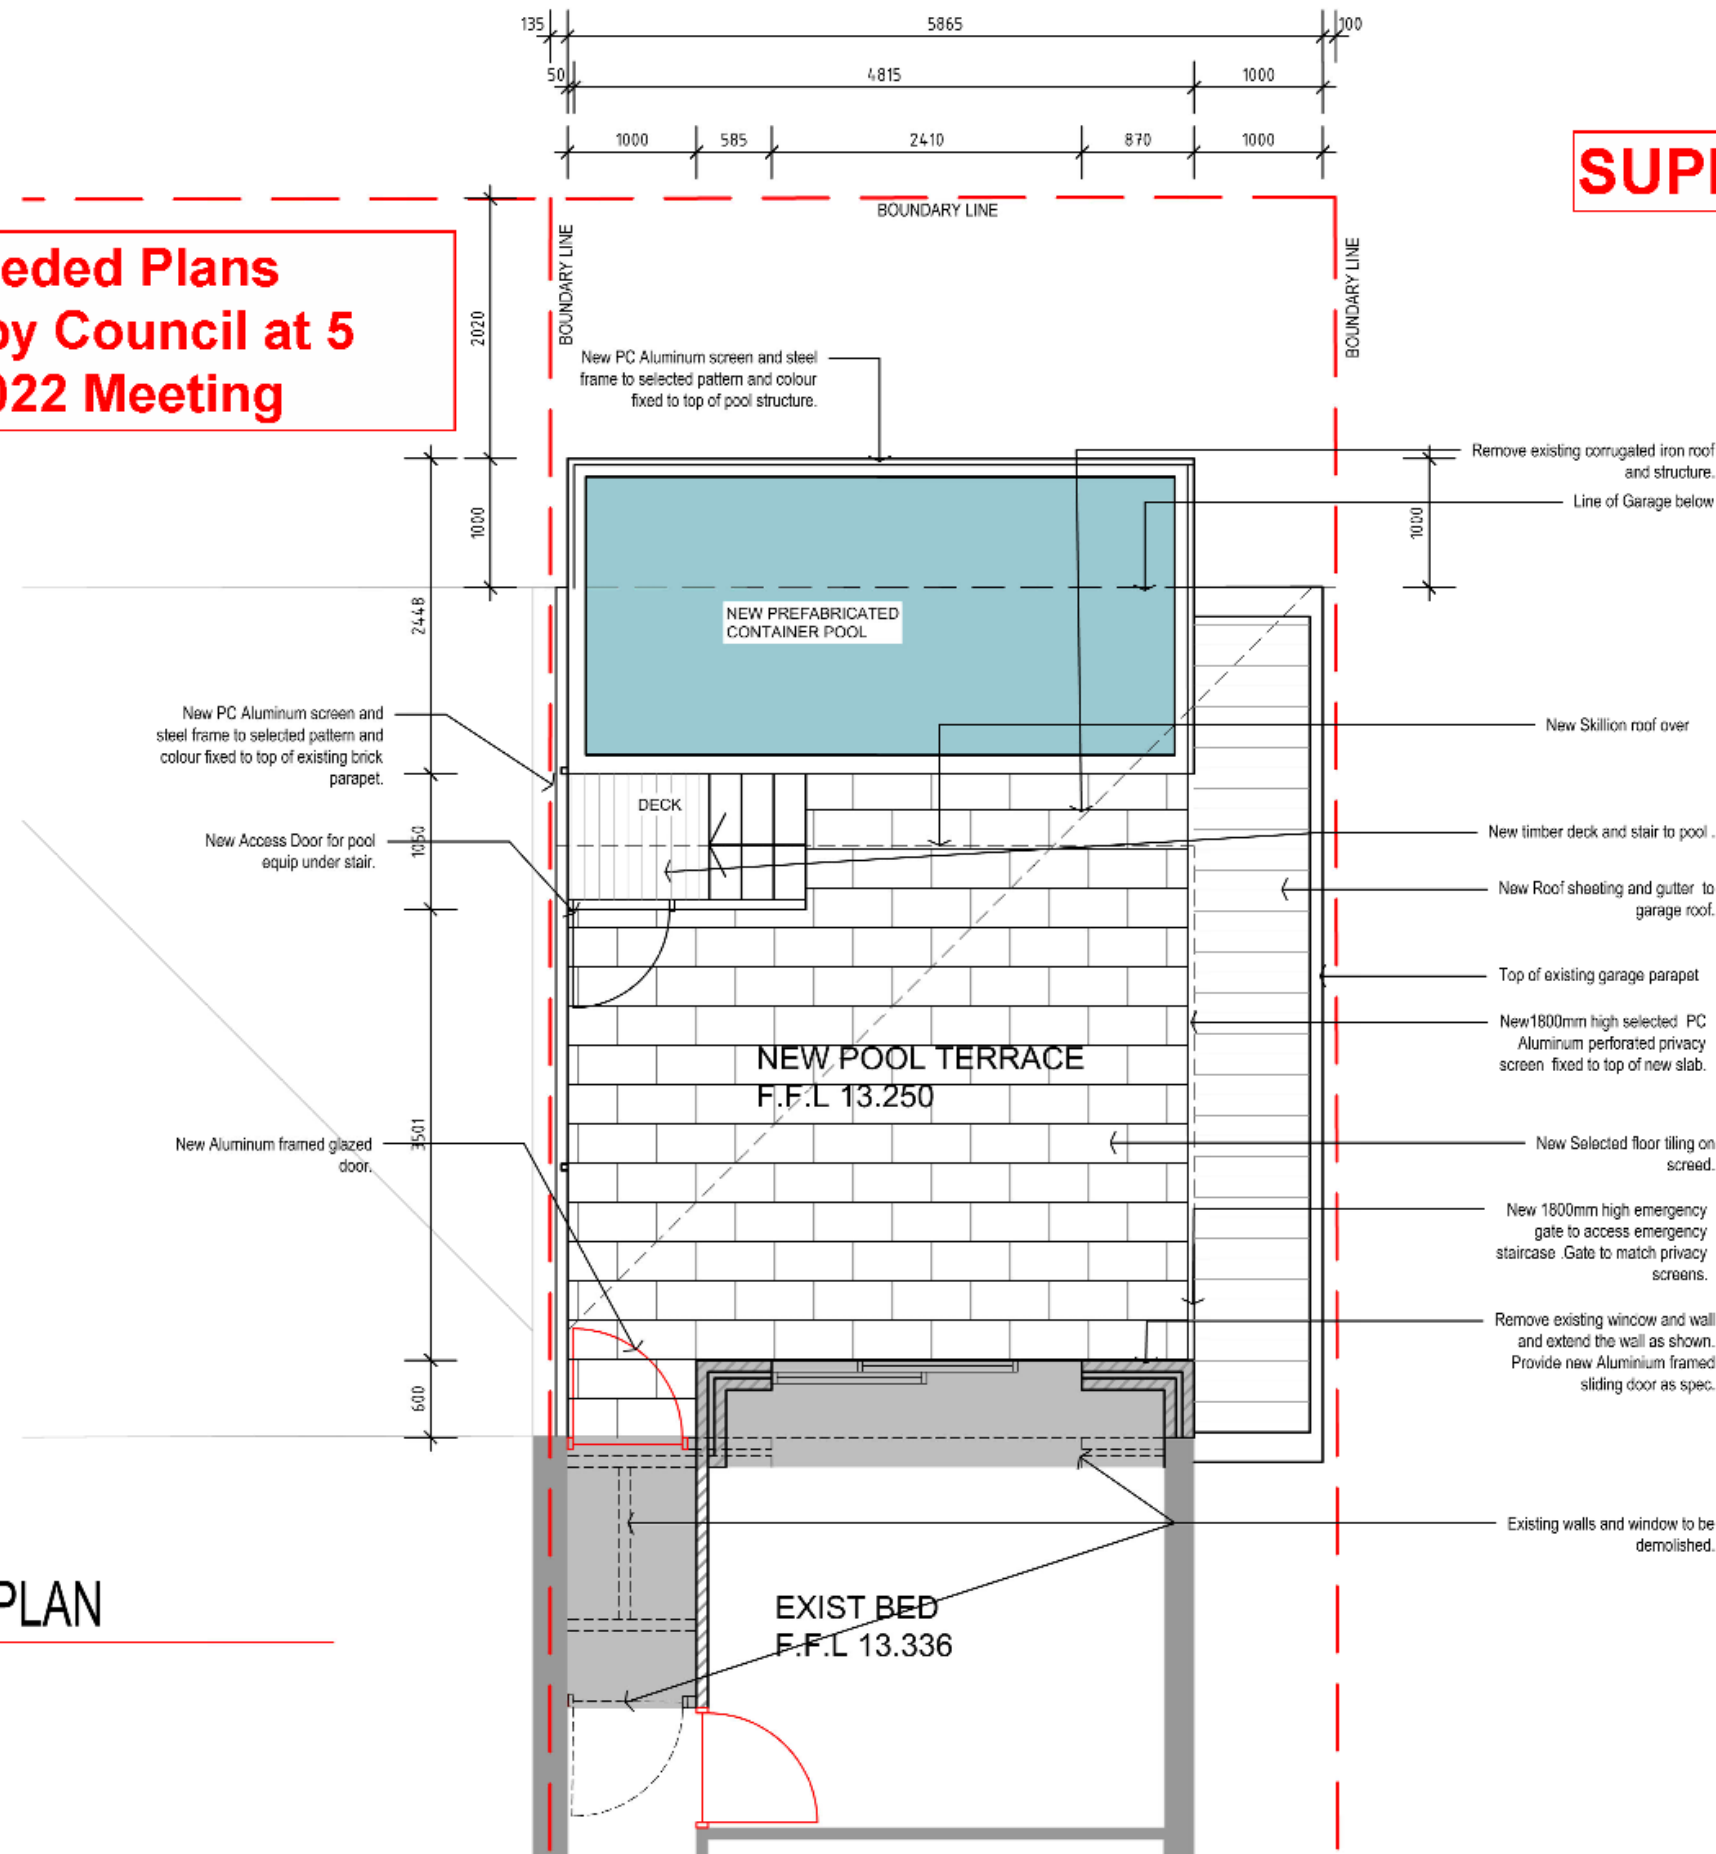 135
5865
100
50
4815
1000
1000
585
2410
870
1000
SUP
BOUNDARY LINE
BOUNDARY LINE
BOUNDARY LINE
eded Plans
by Council at 5
022 Meeting
2020
New PC Aluminum screen and steel
frame to selected pattern and colour
fixed to top of pool structure.
Remove existing corrugated iron roof
and structure.
Line of Garage below
1000
1000
2448
NEW PREFABRICATED
CONTAINER POOL
New PC Aluminum screen and
steel frame to selected pattern and
colour fixed to top of existing brick
parapet.
New Skillion roof over
DECK
New Access Door for pool
equip under stair.
1050
New timber deck and stair to pool .
New Roof sheeting and gutter to
garage roof.
Top of existing garage parapet
New1800mm high selected PC
Aluminum perforated privacy
screen fixed to top of new slab.
NEW POOL TERRACE
F.F.L 13.250
New Aluminum framed glazed
door.
3501
New Selected floor tiling on
screed.
New 1800mm high emergency
gate to access emergency
staircase .Gate to match privacy
screens.
Remove existing window and wall
and extend the wall as shown.
Provide new Aluminium framed
sliding door as spec.
600
Existing walls and window to be
demolished.
PLAN
EXIST BED
F.F.L 13.336